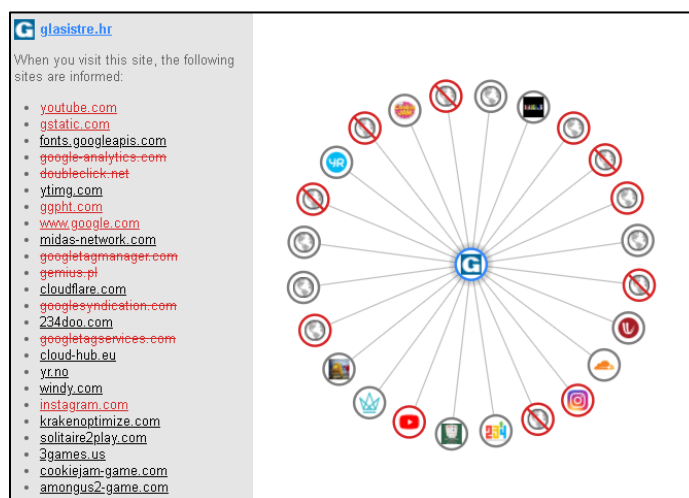 glasistre.hr
When you visit this site, the following
sites are informed:
youtube.com
gstatic.com
fonts.googleapis.com
google-analytics.com
doubleclick.net
ytimg.com
ggpht.com
www.google.com
midas-network.com
googletagmanager.com
gemius.pl
cloudflare.com
googlesyndication.com
234doo.com
googletagservices.com
cloud-hub.eu
yr.no
windy.com
instagram.com
krakenoptimize.com
solitaire2play.com
3games.us
cookiejam-game.com
amongus2-game.com